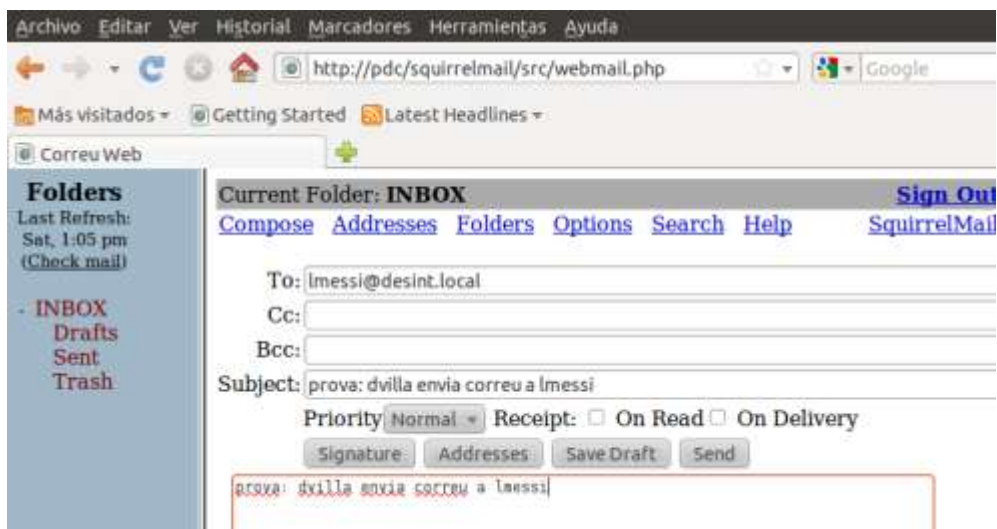 Archivo Editar Ver Historial Marcadores Herramientas Ayuda
http://pdc/squirrelmail/src/webmail.php
Google
Más visitados Getting Started Latest Headlines
Correu Web
Folders
Last Refresh:
Sat, 1:05 pm
(Check mail)
- INBOX
Drafts
Sent
Trash
Current Folder: INBOX Sign Out
Compose Addresses Folders Options Search Help SquirrelMail
To: lmessi@desint.local
Cc:
Bcc:
Subject: prova: dvilla envia correu a lmessi
Priority Normal Receipt: On Read On Delivery
Signature Addresses Save Draft Send
prova: dvilla envia correu a lmessi